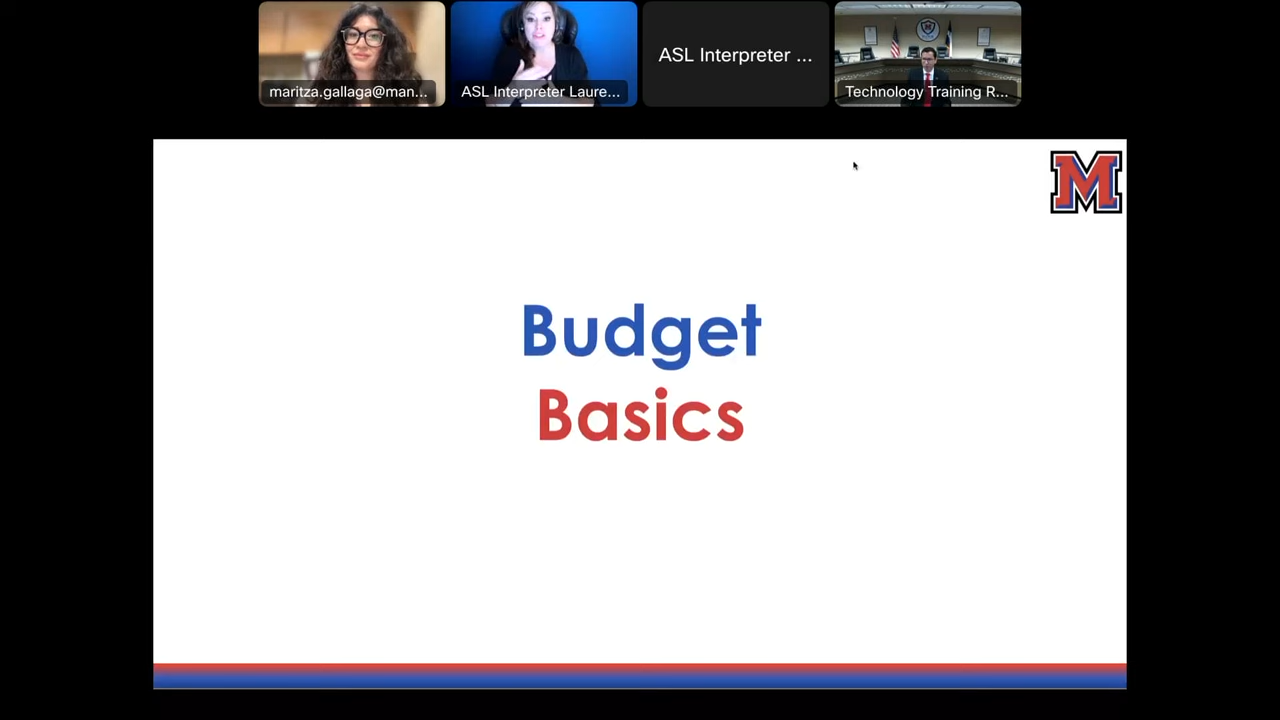 maritza.gallaga@man...
ASL Interpreter Laure...
ASL Interpreter ...
Technology Training R...
M
Budget
Basics